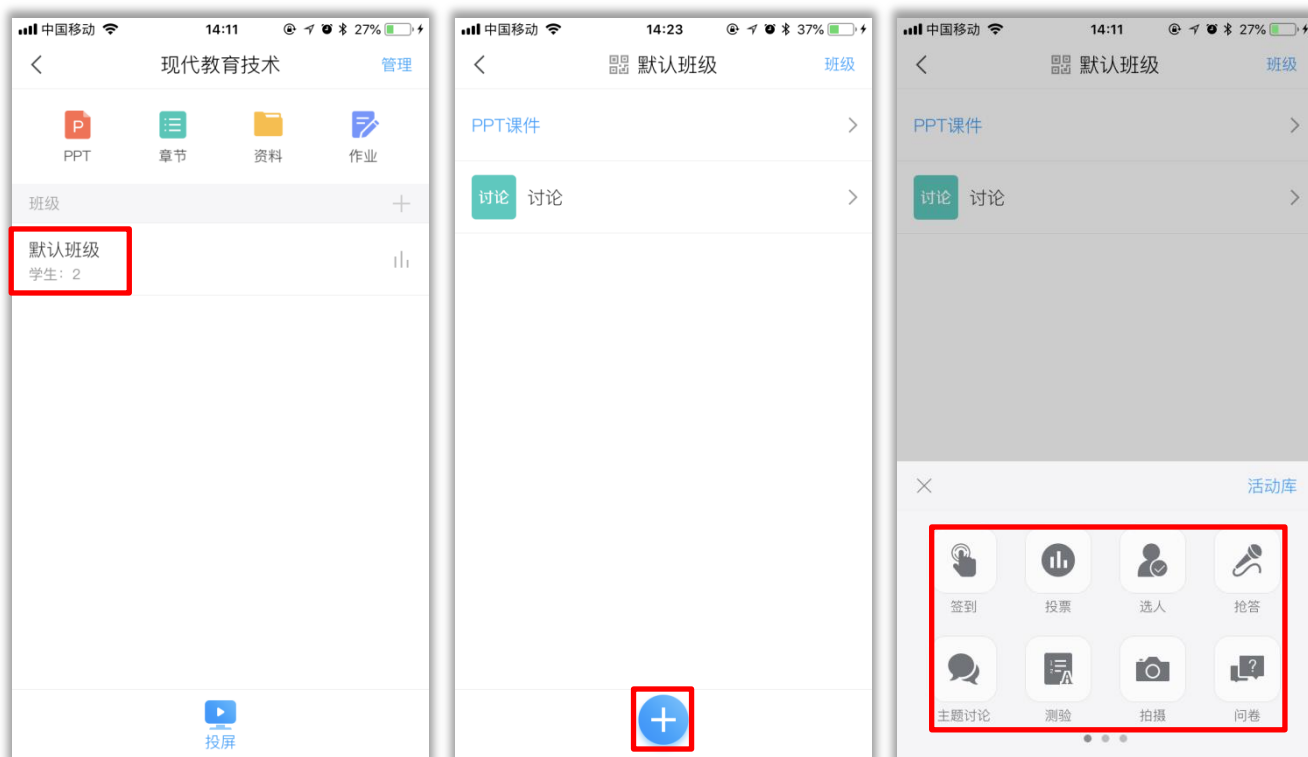 中国移动 14:11 27%
现代教育技术 管理
P
PPT 章节 资料 作业
班级
默认班级
学生：2
投屏
中国移动 14:23 37%
默认班级 班级
PPT课件
讨论 讨论
中国移动 14:11 27%
默认班级 班级
PPT课件
讨论 讨论
活动库
签到 投票 选人 抢答
主题讨论 测验 拍摄 问卷